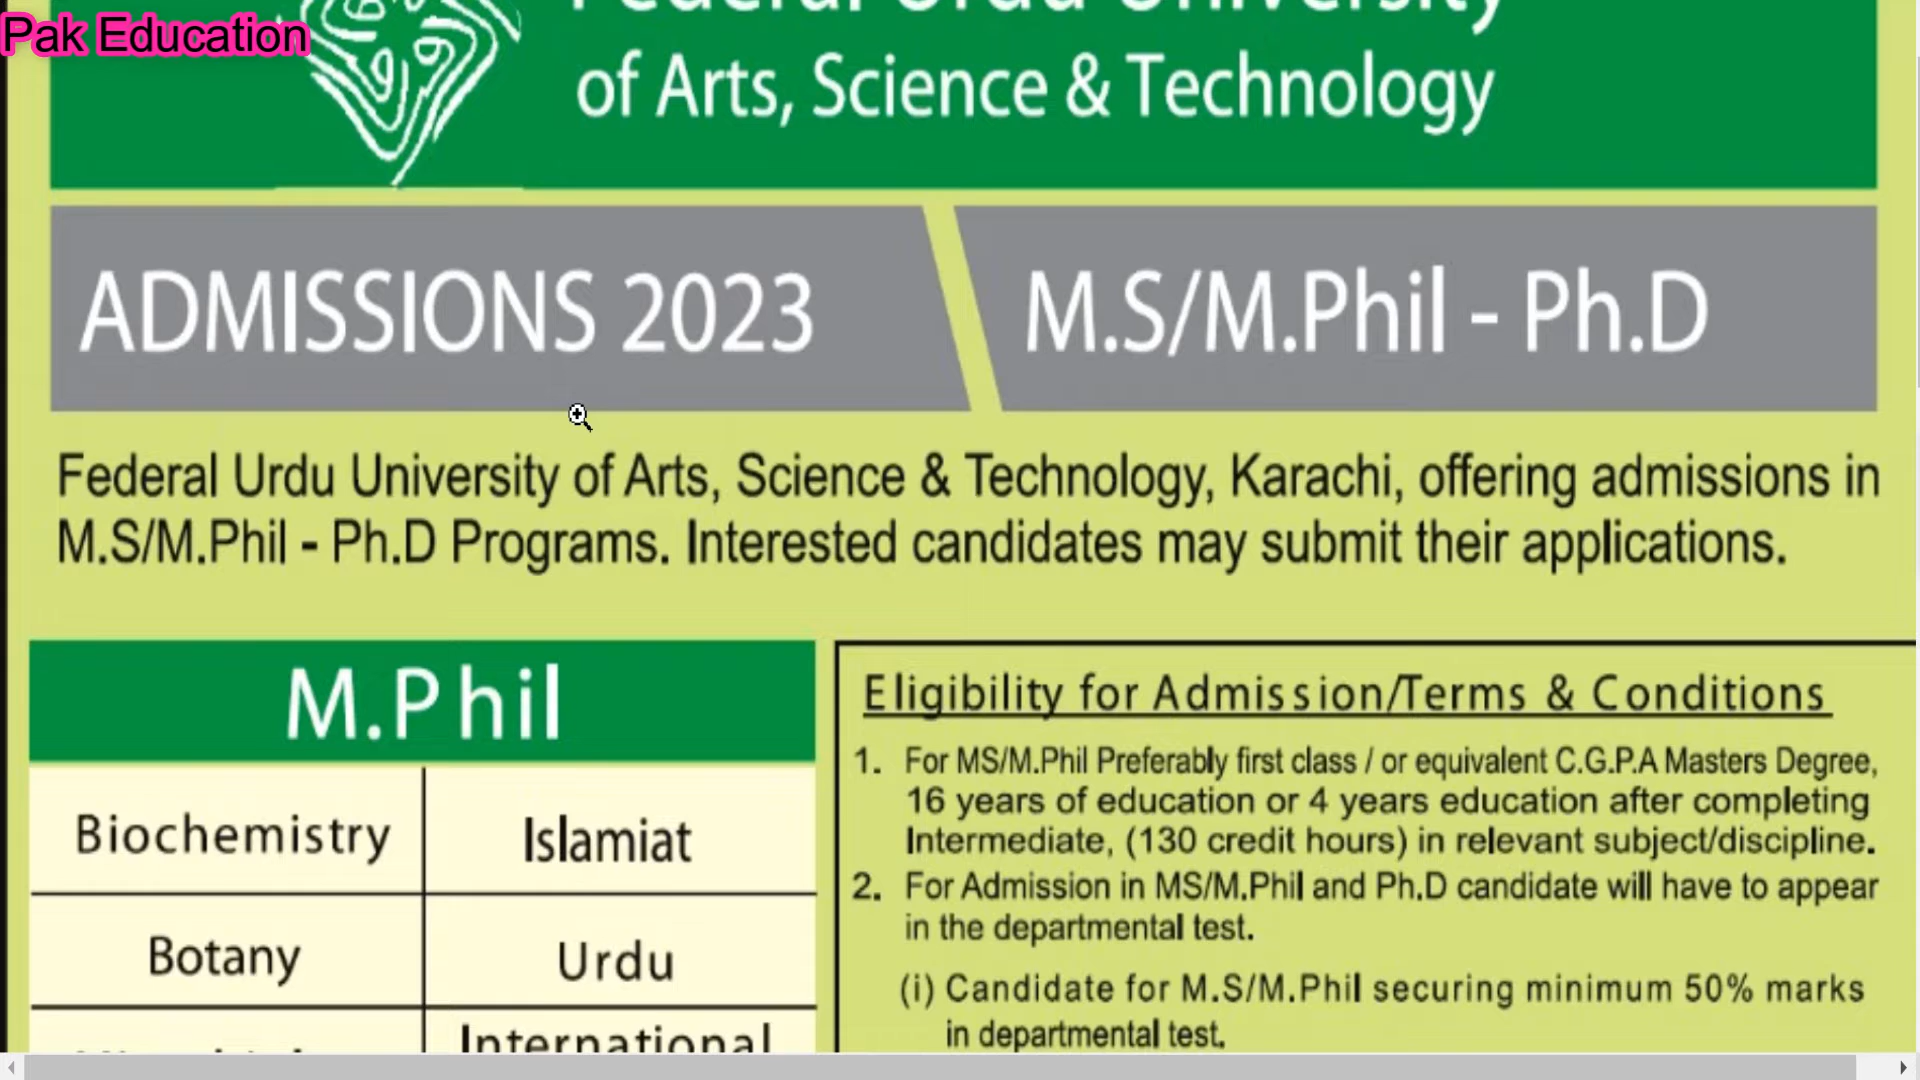 Pak Education
Federal Urdu University
of Arts, Science & Technology
ADMISSIONS 2023
M.S/M.Phil - Ph.D
Federal Urdu University of Arts, Science & Technology, Karachi, offering admissions in
M.S/M.Phil - Ph.D Programs. Interested candidates may submit their applications.
M.Phil
Biochemistry
Islamiat
Botany
Urdu
International
Eligibility for Admission/Terms & Conditions
1. For MS/M.Phil Preferably first class / or equivalent C.G.P.A Masters Degree,
16 years of education or 4 years education after completing
Intermediate, (130 credit hours) in relevant subject/discipline.
2. For Admission in MS/M.Phil and Ph.D candidate will have to appear
in the departmental test.
(i) Candidate for M.S/M.Phil securing minimum 50% marks
in departmental test.